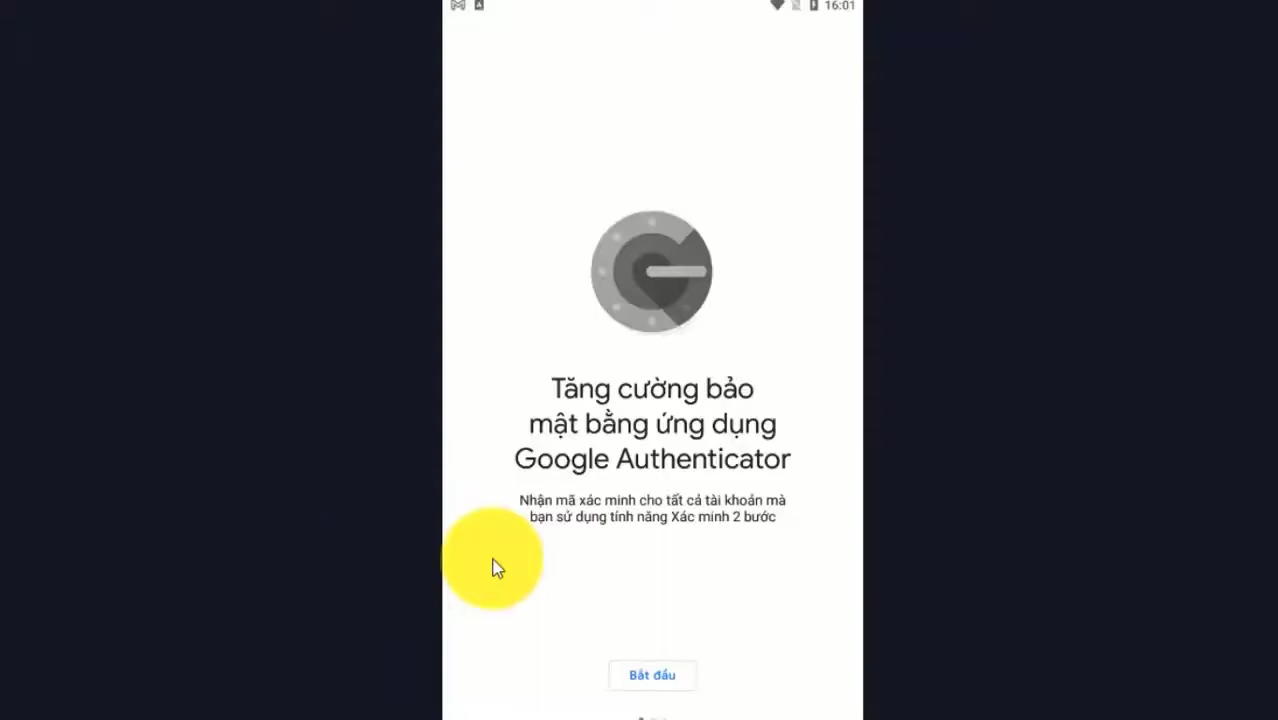 16:01
Tăng cường bảo
mật bằng ứng dụng
Google Authenticator
Nhận mã xác minh cho tất cả tài khoản mà
bạn sử dụng tính năng Xác minh 2 bước
Bắt đầu